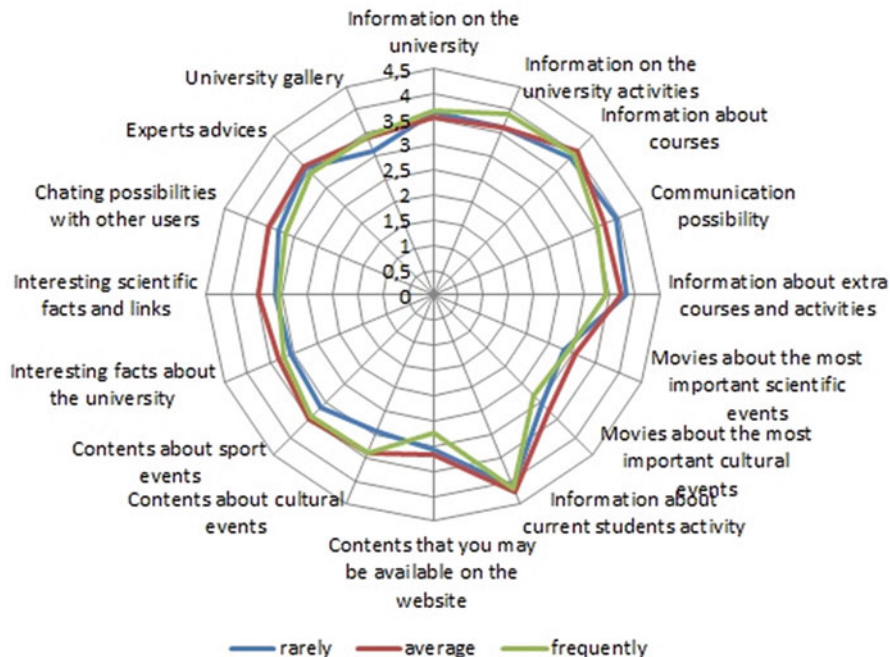 Information on the
university
Information on the
university activities
Information about
courses
Communication
possibility
Information about extra
courses and activities
Movies about the most
important scientific
events
Movies about the most
important cultural
events
Information about
current students activity
Contents that you may
be available on the
website
Contents about cultural
events
Contents about sport
events
Interesting facts about
the university
Interesting scientific
facts and links
Chating possibilities
with other users
Experts advices
University gallery
4,5
4
3,5
3
2,5
2
1,5
1
0,5
0
rarely average frequently